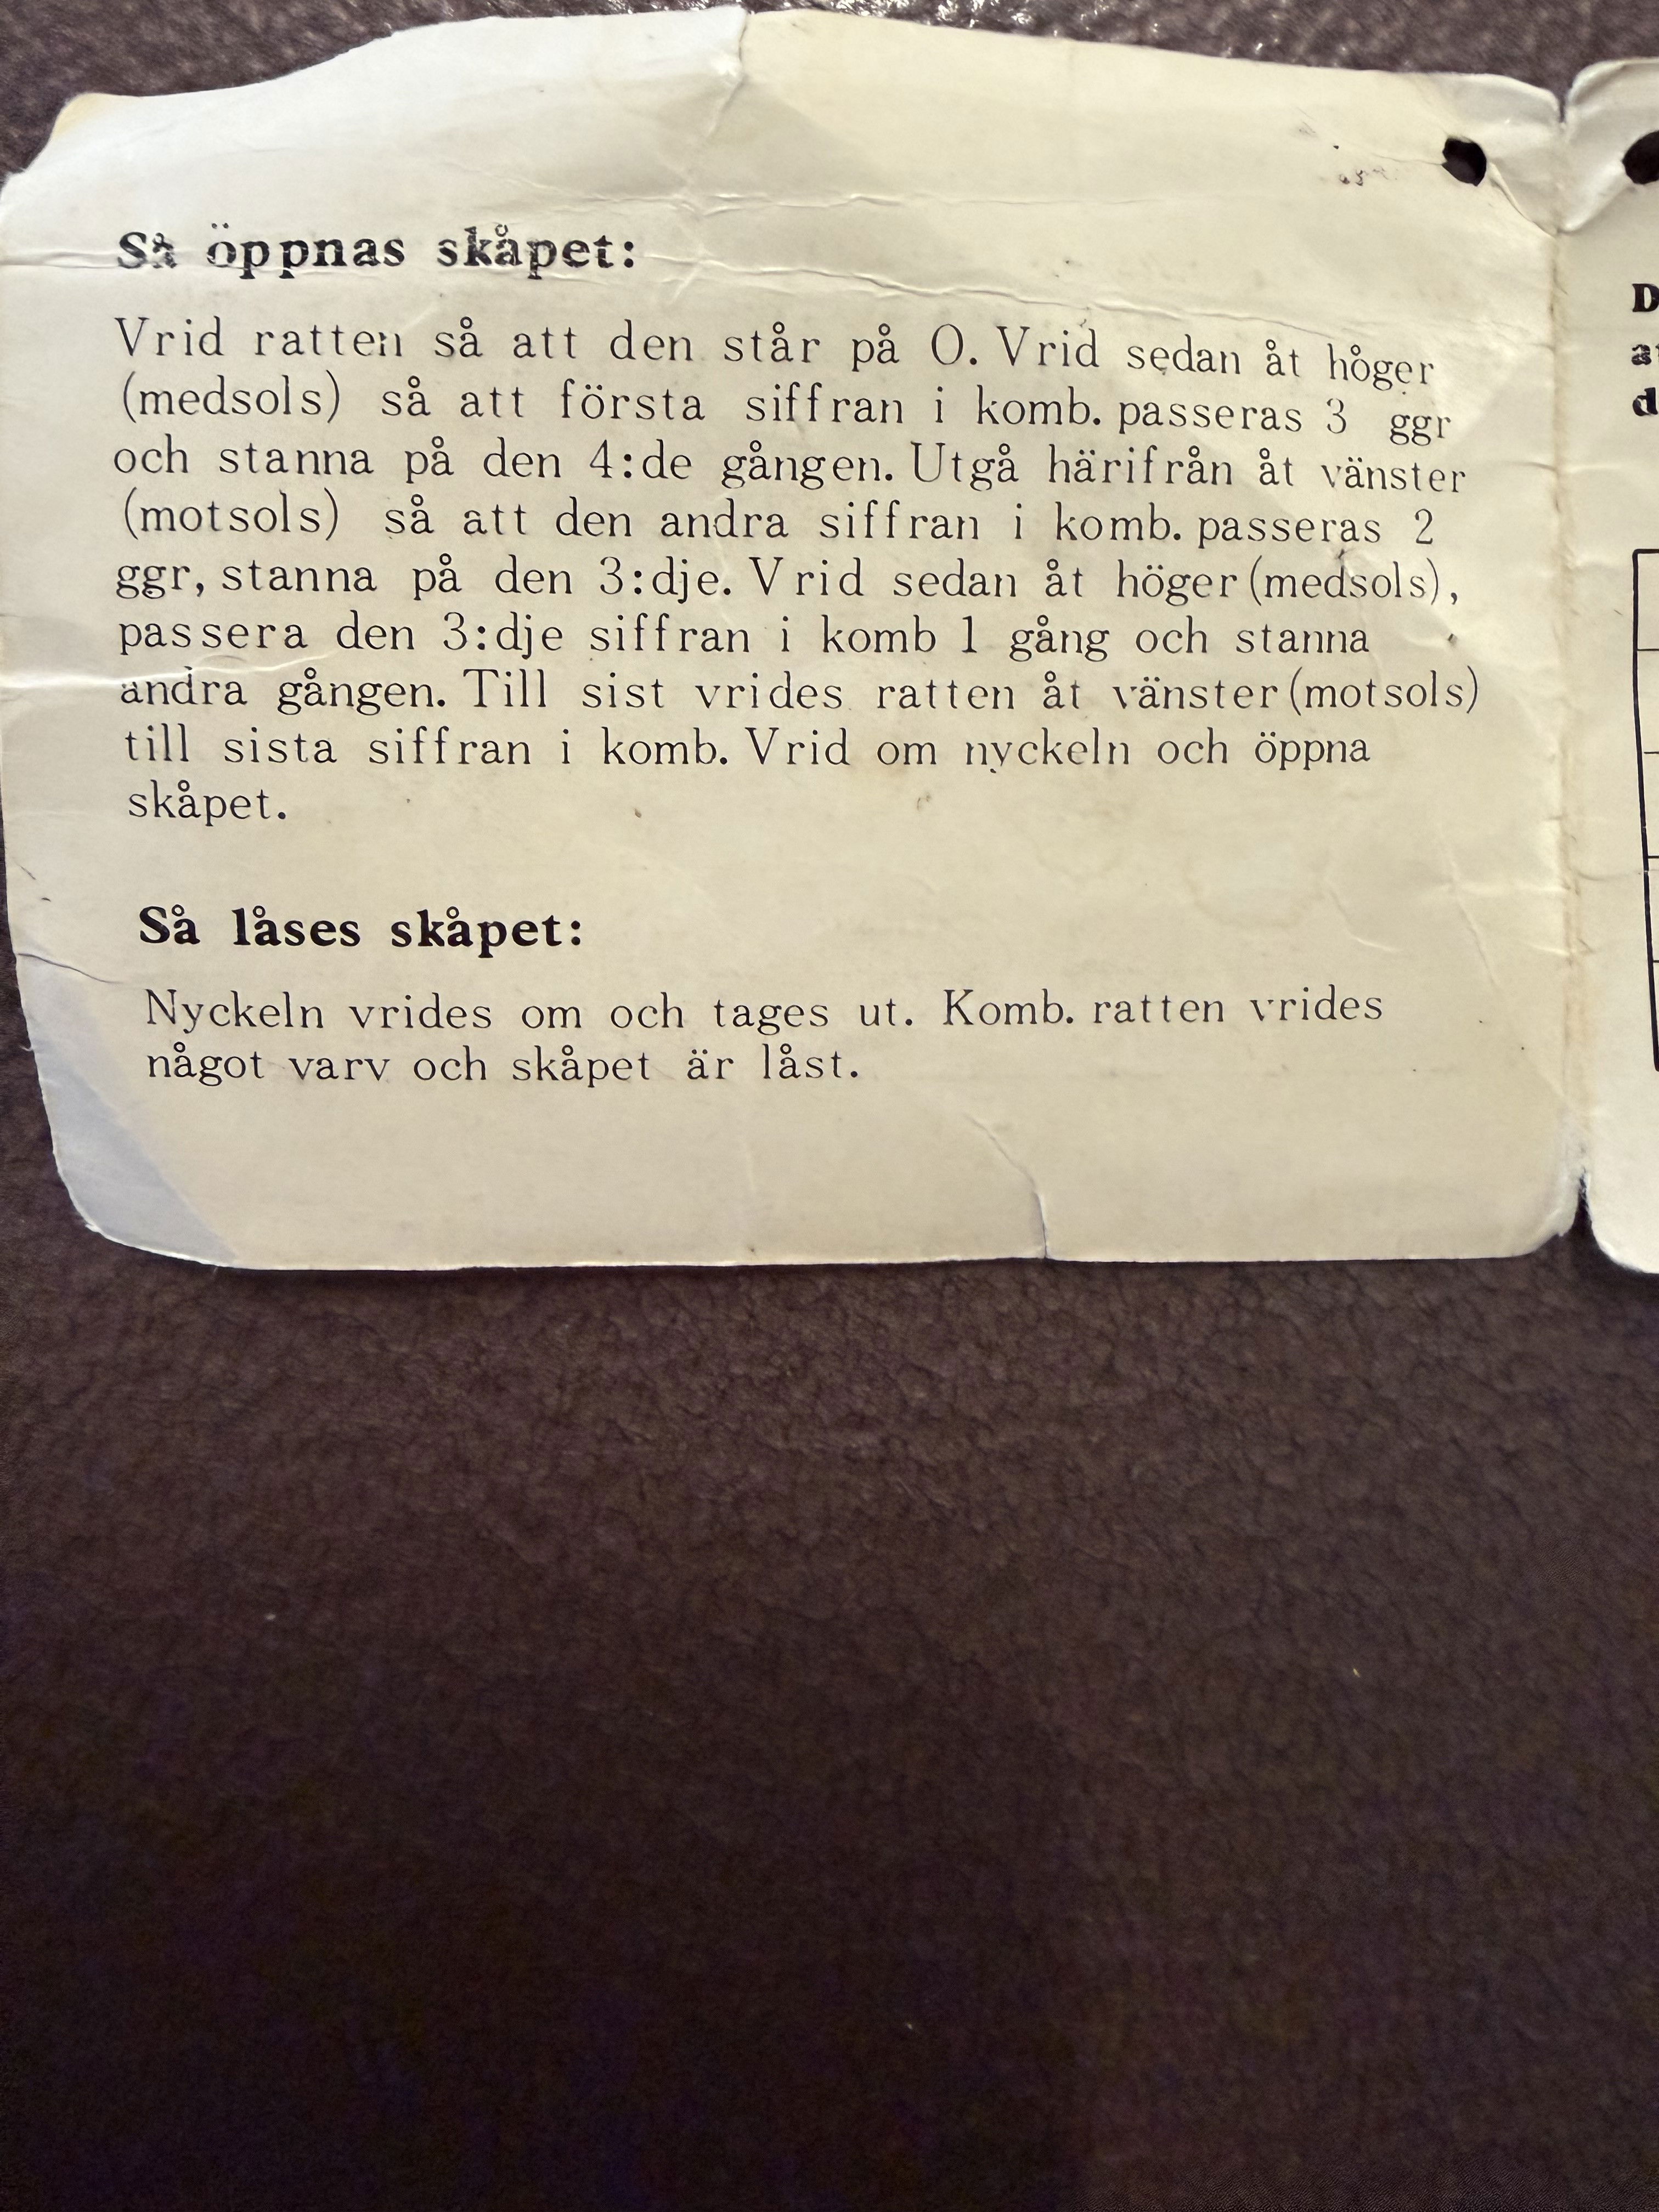 Så öppnas skåpet:
Vrid ratten så att den står på O. Vrid sedan åt höger
(medsols) så att första siffran i komb. passeras 3 ggr
och stanna på den 4:de gången. Utgå härifrån åt vänster
(motsols) så att den andra siffran i komb. passeras 2
ggr, stanna på den 3:dje. Vrid sedan åt höger (medsols),
passera den 3:dje siffran i komb 1 gång och stanna
andra gången. Till sist vrides ratten åt vänster (motsols)
till sista siffran i komb. Vrid om nyckeln och öppna
skåpet.
Så låses skåpet:
Nyckeln vrides om och tages ut. Komb. ratten vrides
något varv och skåpet är låst.